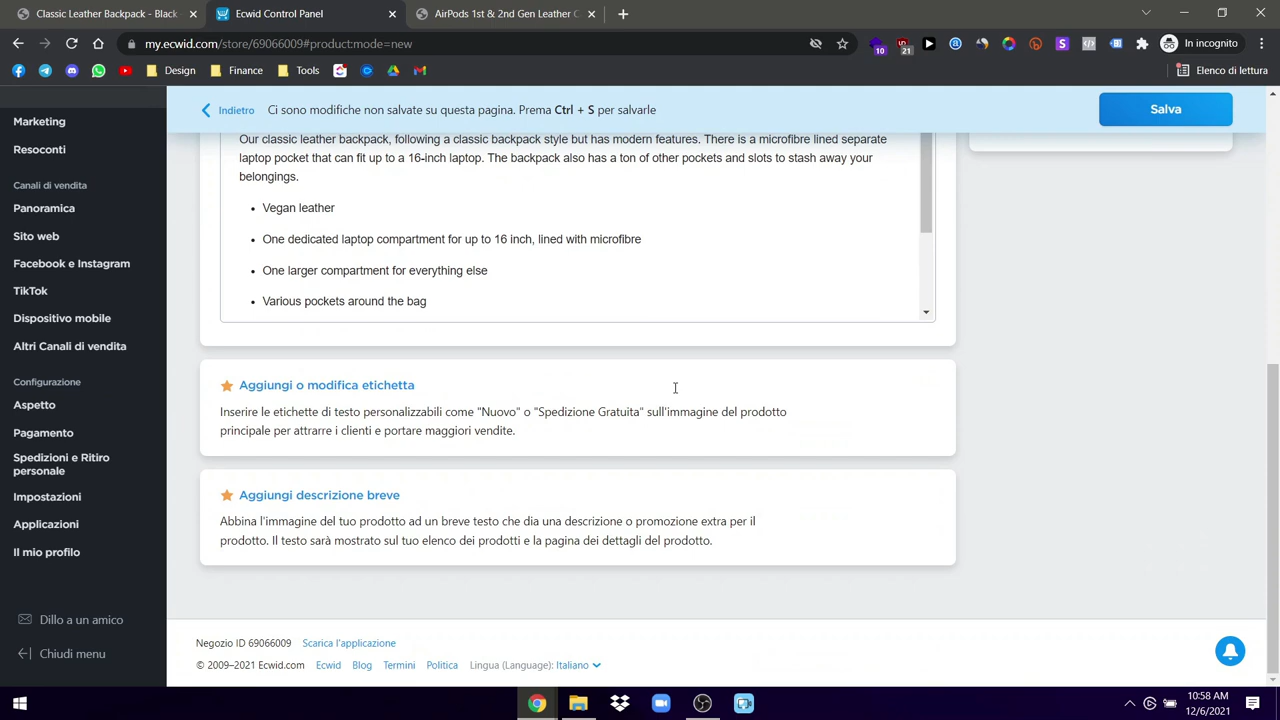 Classic Leather Backpack - Black
Ecwid Control Panel
AirPods 1st & 2nd Gen Leather C
my.ecwid.com/store/69066009#product:mode=new
10
21
In incognito
Design
Finance
Tools
Elenco di lettura
Indietro
Ci sono modifiche non salvate su questa pagina. Prema Ctrl + S per salvarle
Salva
Marketing
Resoconti
Canali di vendita
Panoramica
Sito web
Facebook e Instagram
TikTok
Dispositivo mobile
Altri Canali di vendita
Configurazione
Aspetto
Pagamento
Spedizioni e Ritiro
personale
Impostazioni
Applicazioni
Il mio profilo
Dillo a un amico
Chiudi menu
Our classic leather backpack, following a classic backpack style but has modern features. There is a microfibre lined separate
laptop pocket that can fit up to a 16-inch laptop. The backpack also has a ton of other pockets and slots to stash away your
belongings.
• Vegan leather
• One dedicated laptop compartment for up to 16 inch, lined with microfibre
• One larger compartment for everything else
• Various pockets around the bag
Aggiungi o modifica etichetta
Inserire le etichette di testo personalizzabili come "Nuovo" o "Spedizione Gratuita" sull'immagine del prodotto
principale per attrarre i clienti e portare maggiori vendite.
Aggiungi descrizione breve
Abbina l'immagine del tuo prodotto ad un breve testo che dia una descrizione o promozione extra per il
prodotto. Il testo sarà mostrato sul tuo elenco dei prodotti e la pagina dei dettagli del prodotto.
Negozio ID 69066009 Scarica l'applicazione
© 2009–2021 Ecwid.com Ecwid Blog Termini Politica Lingua (Language): Italiano
10:58 AM
12/6/2021